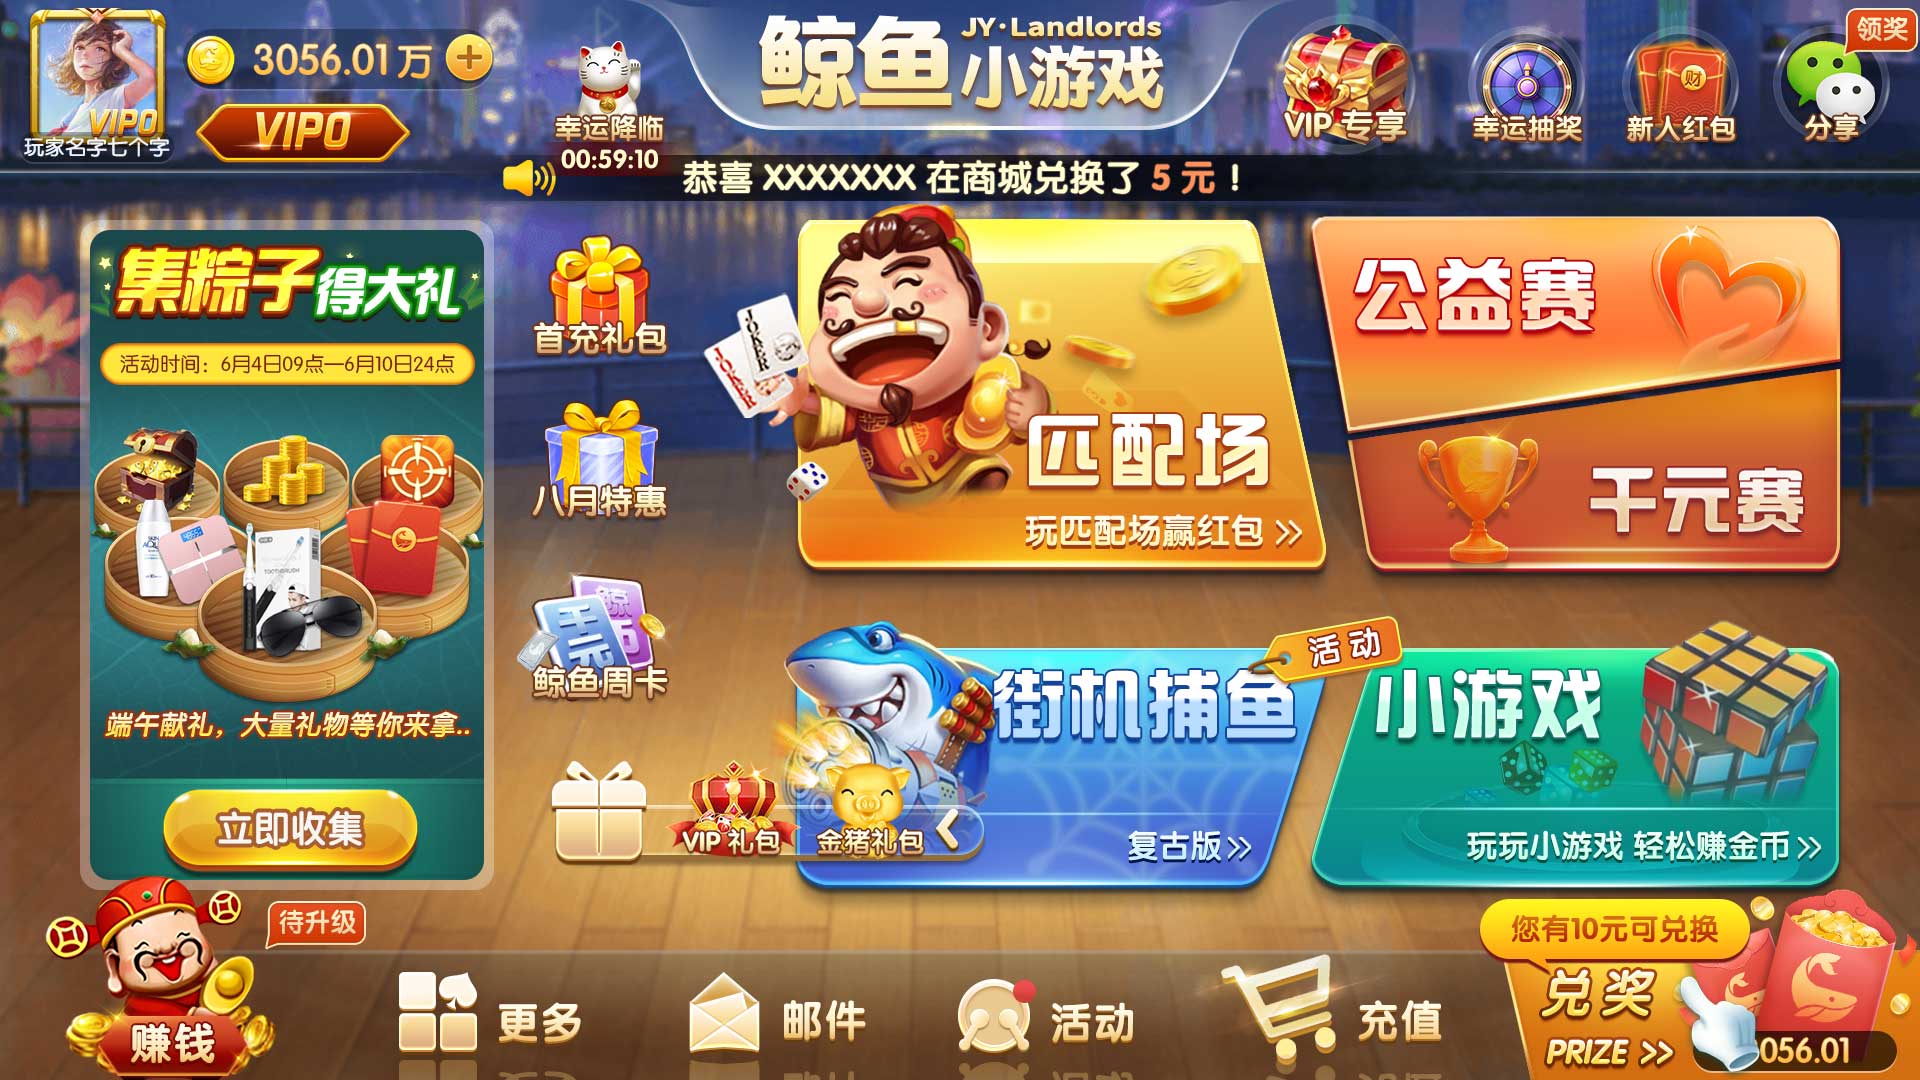 3056.01万
VIP0
VIP0
玩家名字七个字
幸运降临
00:59:10
鲸鱼
JY·Landlords
小游戏
VIP 专享
幸运抽奖
新人红包
财
分享
领奖
恭喜 XXXXXXX 在商城兑换了 5 元 ！
集粽子得大礼
活动时间：6月4日09点—6月10日24点
端午献礼，大量礼物等你来拿..
立即收集
首充礼包
八月特惠
鲸鱼周卡
JOKER
JOKER
匹配场
玩匹配场赢红包 >>
公益赛
千元赛
街机捕鱼
复古版 >>
活动
小游戏
玩玩小游戏 轻松赚金币 >>
VIP 礼包
金猪礼包
待升级
赚钱
更多
邮件
活动
充值
您有10元可兑换
兑奖
PRIZE >>
056.01